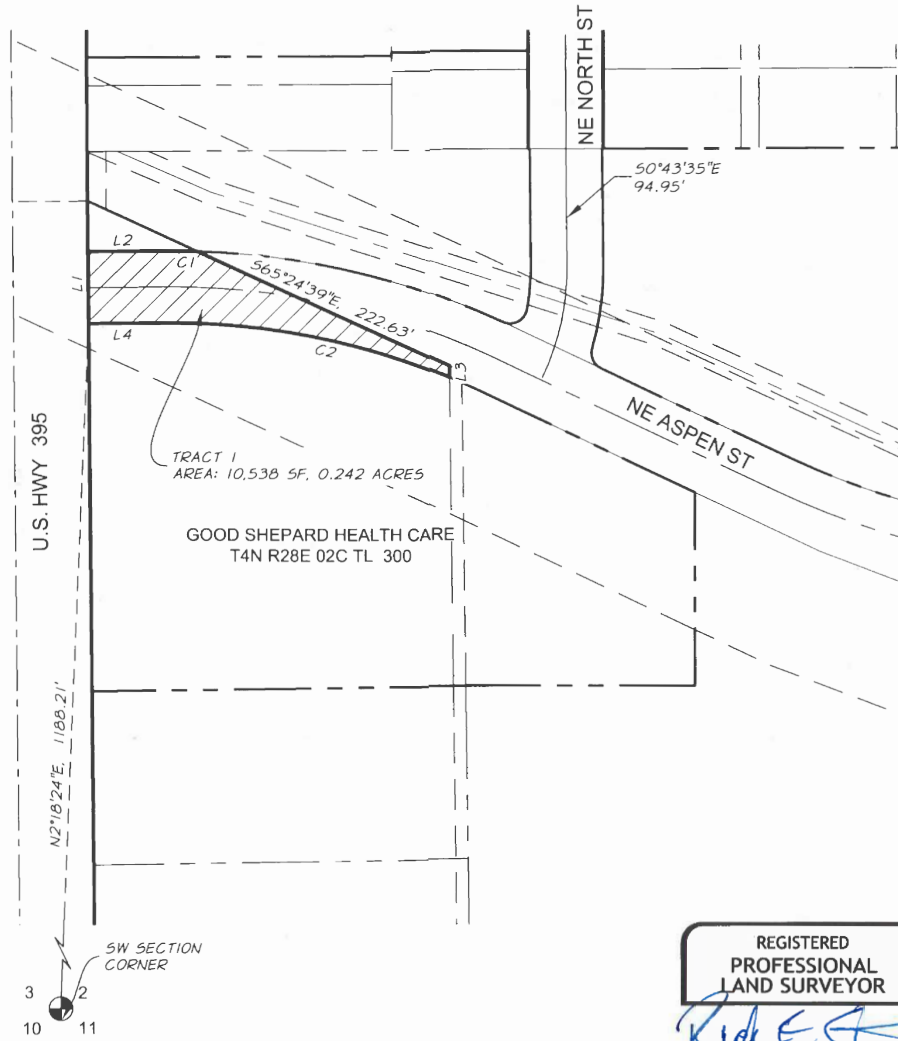 NE NORTH ST
S0°43'35"E
94.95'
L2
C1
S65°24'39"E, 222.63'
L1
L4
C2
L3
NE ASPEN ST
TRACT 1
AREA: 10,538 SF, 0.242 ACRES
U.S. HWY 395
GOOD SHEPARD HEALTH CARE
T4N R28E 02C TL 300
N2°18'24"E, 1188.21'
SW SECTION
CORNER
3 2
10 11
REGISTERED
PROFESSIONAL
LAND SURVEYOR